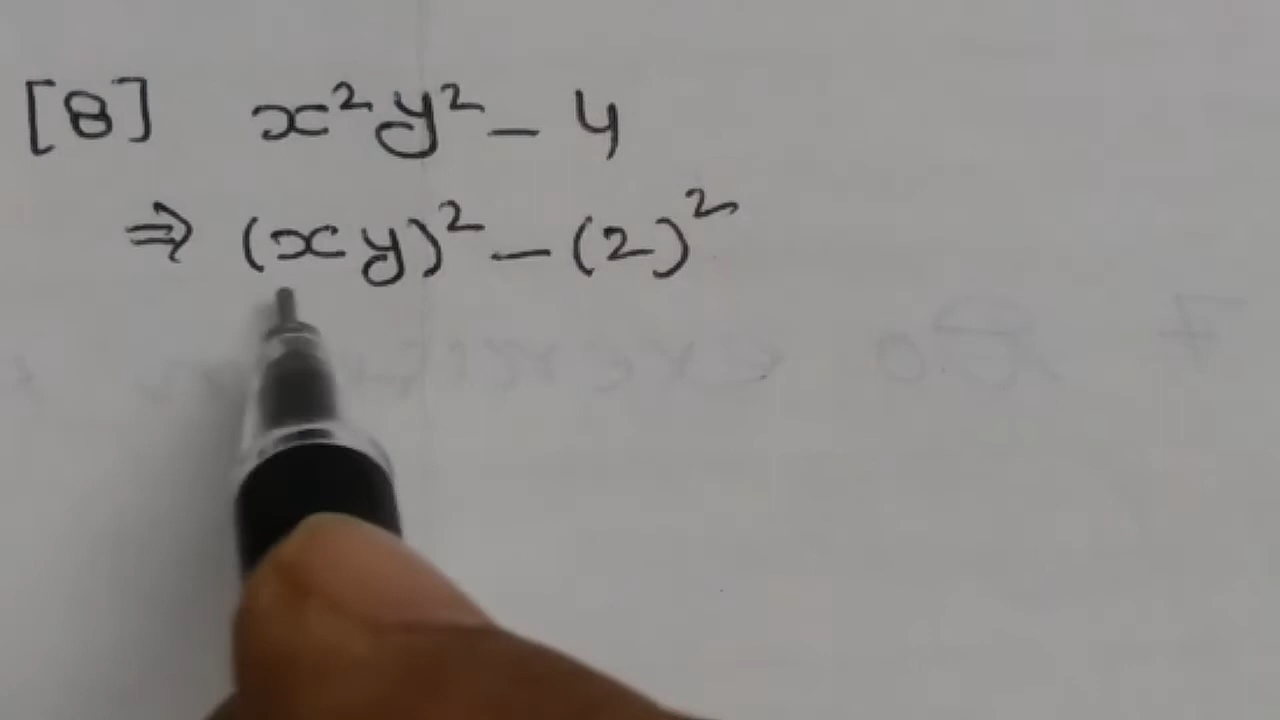 [8] x²y² - 4
⇒ (xy)² - (2)²